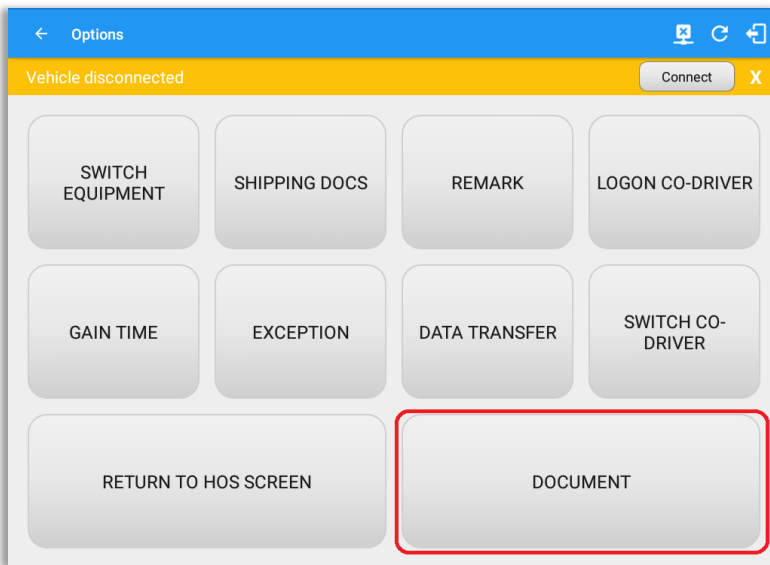 Options
Vehicle disconnected
Connect
X
SWITCH
EQUIPMENT
SHIPPING DOCS
REMARK
LOGON CO-DRIVER
GAIN TIME
EXCEPTION
DATA TRANSFER
SWITCH CO-
DRIVER
RETURN TO HOS SCREEN
DOCUMENT